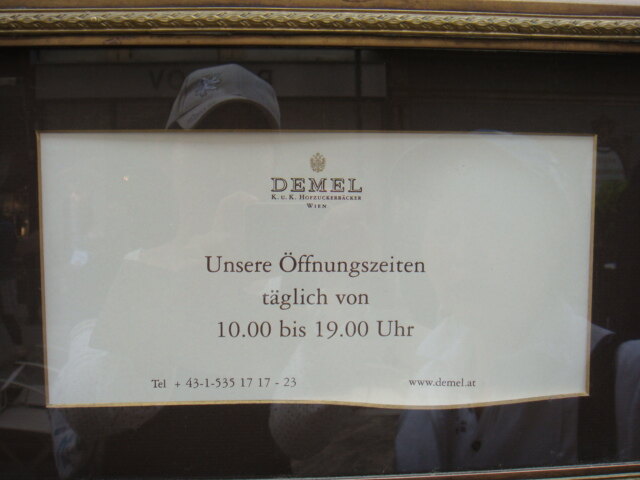 DEMEL
K. u. K. Hofzuckerbäcker
Wien
Unsere Öffnungszeiten
täglich von
10.00 bis 19.00 Uhr
Tel + 43-1-535 17 17 - 23 www.demel.at